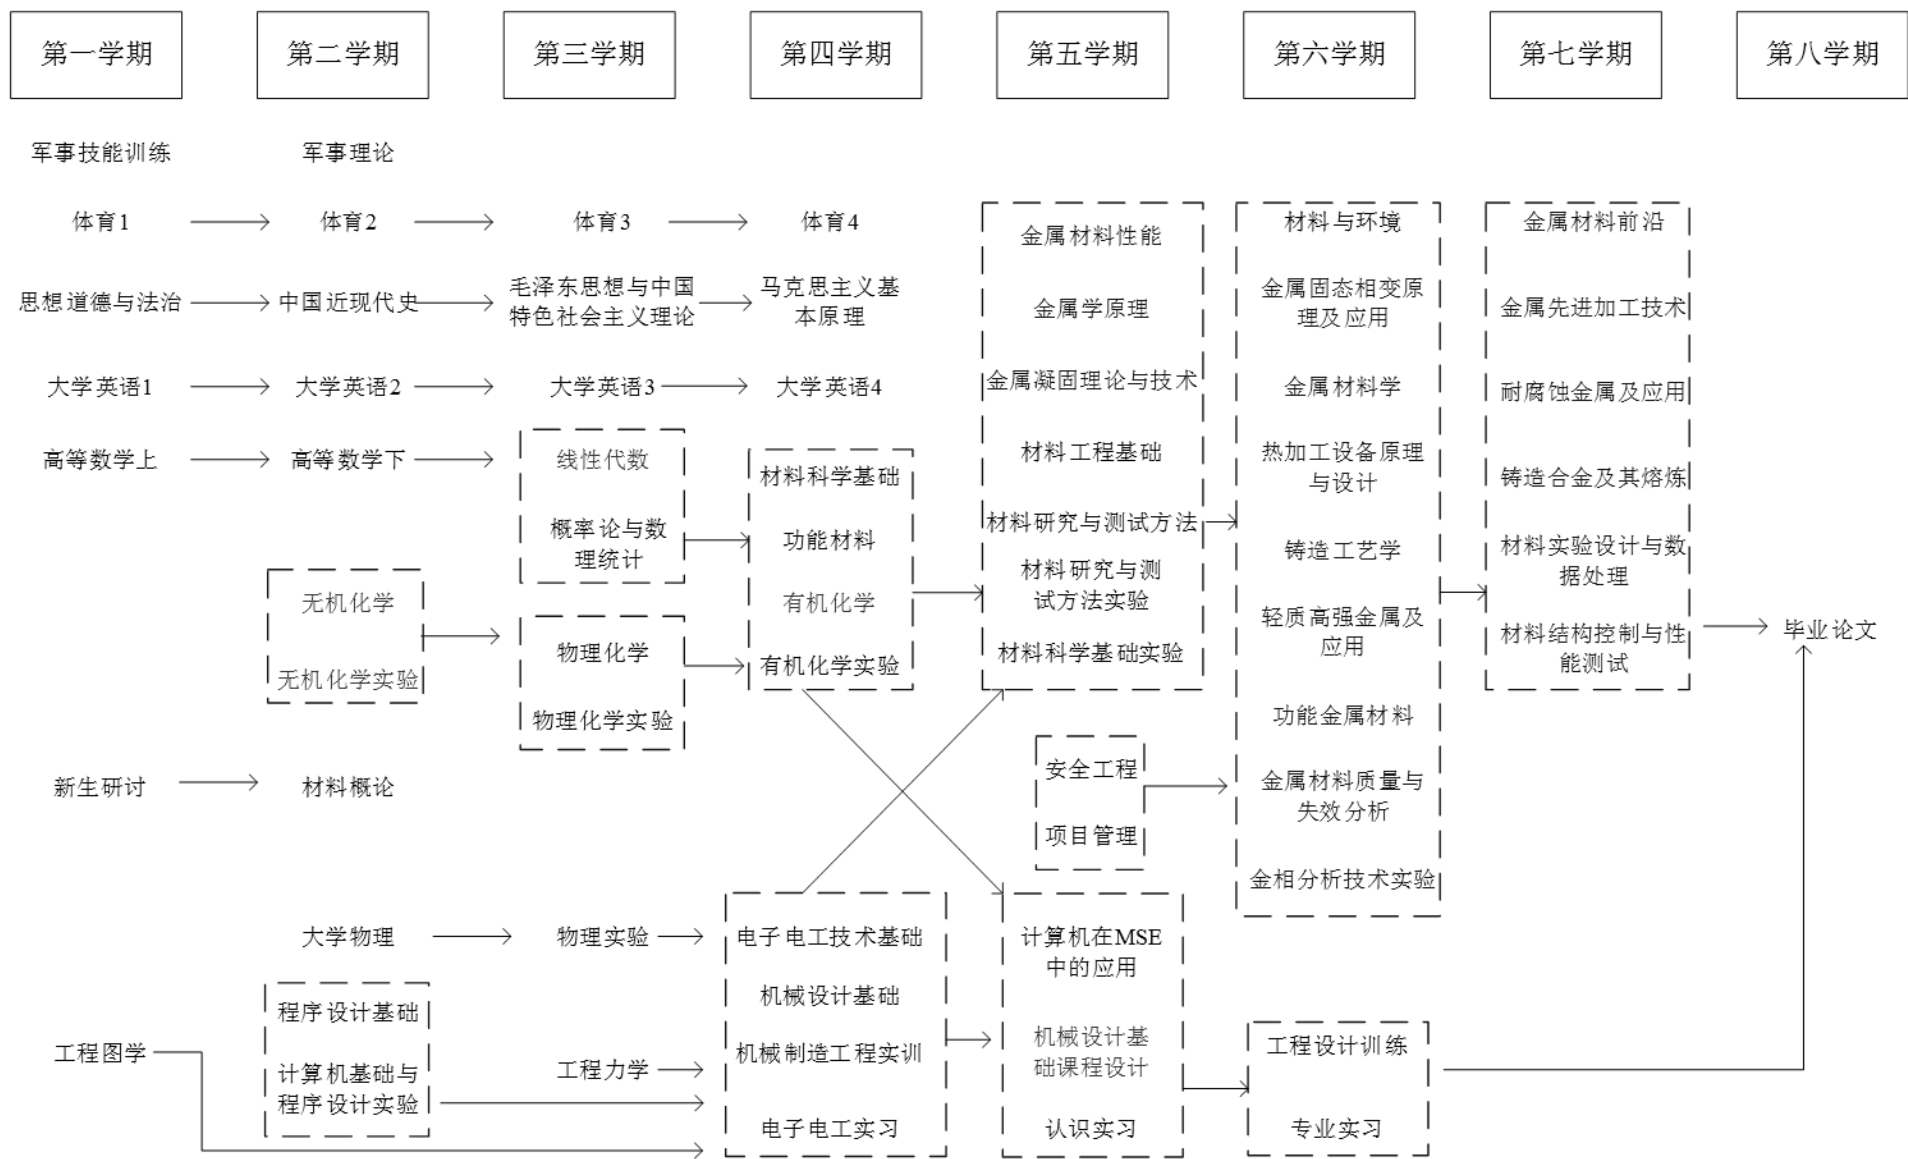 第一学期
第二学期
第三学期
第四学期
第五学期
第六学期
第七学期
第八学期
军事技能训练
军事理论
体育1
体育2
体育3
体育4
思想道德与法治
中国近现代史
毛泽东思想与中国
特色社会主义理论
马克思主义基
本原理
大学英语1
大学英语2
大学英语3
大学英语4
高等数学上
高等数学下
线性代数
概率论与数
理统计
材料科学基础
功能材料
有机化学
有机化学实验
无机化学
无机化学实验
物理化学
物理化学实验
新生研讨
材料概论
大学物理
物理实验
程序设计基础
计算机基础与
程序设计实验
工程图学
工程力学
电子电工技术基础
机械设计基础
机械制造工程实训
电子电工实习
金属材料性能
金属学原理
金属凝固理论与技术
材料工程基础
材料研究与测试方法
材料研究与测
试方法实验
材料科学基础实验
安全工程
项目管理
计算机在MSE
中的应用
机械设计基
础课程设计
认识实习
材料与环境
金属固态相变原
理及应用
金属材料学
热加工设备原理
与设计
铸造工艺学
轻质高强金属及
应用
功能金属材料
金属材料质量与
失效分析
金相分析技术实验
工程设计训练
专业实习
金属材料前沿
金属先进加工技术
耐腐蚀金属及应用
铸造合金及其熔炼
材料实验设计与数
据处理
材料结构控制与性
能测试
毕业论文